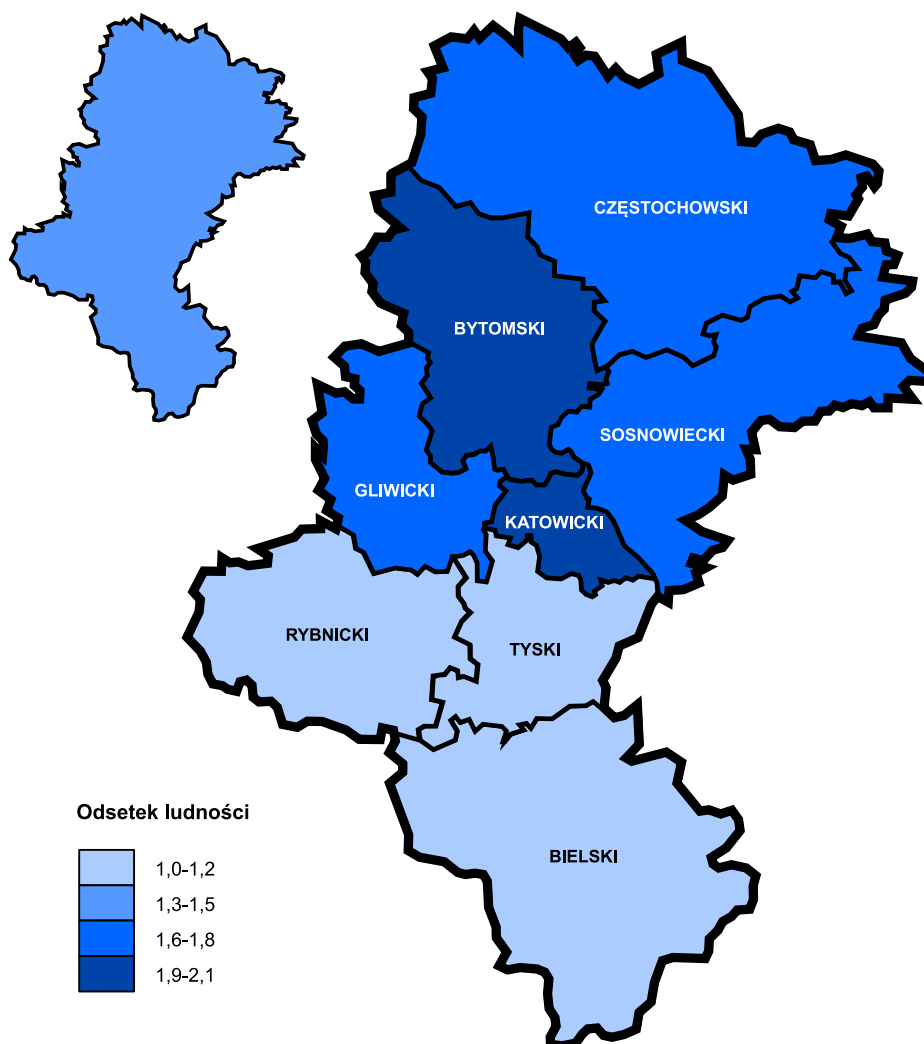 CZĘSTOCHOWSKI
BYTOMSKI
SOSNOWIECKI
GLIWICKI
KATOWICKI
RYBNICKI
TYSKI
BIELSKI
Odsetek ludności
1,0-1,2
1,3-1,5
1,6-1,8
1,9-2,1